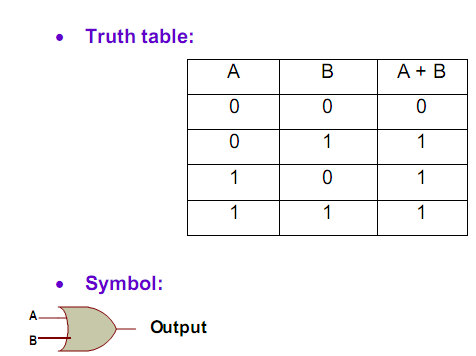 • Truth table:
A B A + B
0 0 0
0 1 1
1 0 1
1 1 1
• Symbol:
A
B
Output